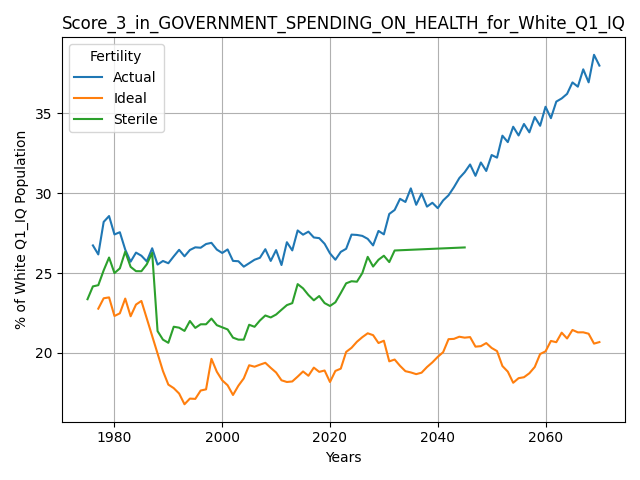 Score_3_in_GOVERNMENT_SPENDING_ON_HEALTH_for_White_Q1_IQ
Fertility
Actual
Ideal
Sterile
% of White Q1_IQ Population
35
30
25
20
1980
2000
2020
2040
2060
Years